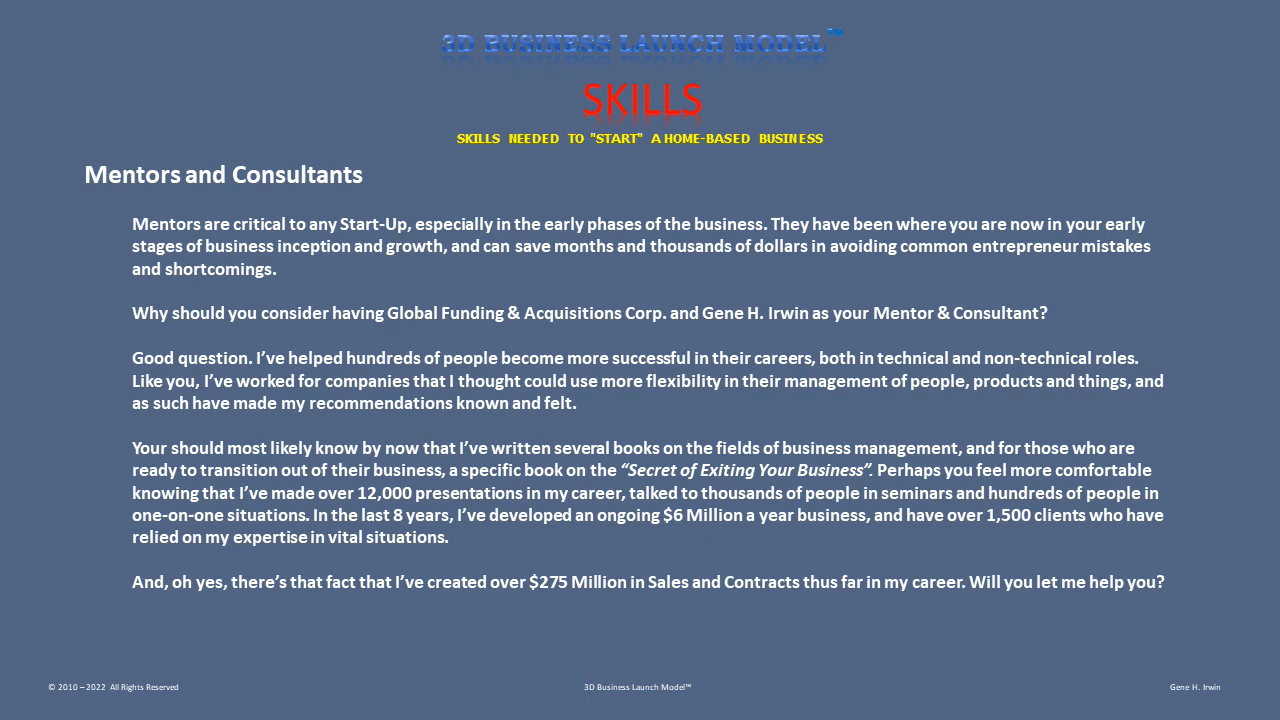 3D BUSINESS LAUNCH MODEL™
SKILLS
SKILLS NEEDED TO "START" A HOME-BASED BUSINESS
Mentors and Consultants
Mentors are critical to any Start-Up, especially in the early phases of the business. They have been where you are now in your early
stages of business inception and growth, and can save months and thousands of dollars in avoiding common entrepreneur mistakes
and shortcomings.
Why should you consider having Global Funding & Acquisitions Corp. and Gene H. Irwin as your Mentor & Consultant?
Good question. I’ve helped hundreds of people become more successful in their careers, both in technical and non-technical roles.
Like you, I’ve worked for companies that I thought could use more flexibility in their management of people, products and things, and
as such have made my recommendations known and felt.
Your should most likely know by now that I’ve written several books on the fields of business management, and for those who are
ready to transition out of their business, a specific book on the “Secret of Exiting Your Business”. Perhaps you feel more comfortable
knowing that I’ve made over 12,000 presentations in my career, talked to thousands of people in seminars and hundreds of people in
one-on-one situations. In the last 8 years, I’ve developed an ongoing $6 Million a year business, and have over 1,500 clients who have
relied on my expertise in vital situations.
And, oh yes, there’s that fact that I’ve created over $275 Million in Sales and Contracts thus far in my career. Will you let me help you?
© 2010 – 2022 All Rights Reserved
3D Business Launch Model™
Gene H. Irwin